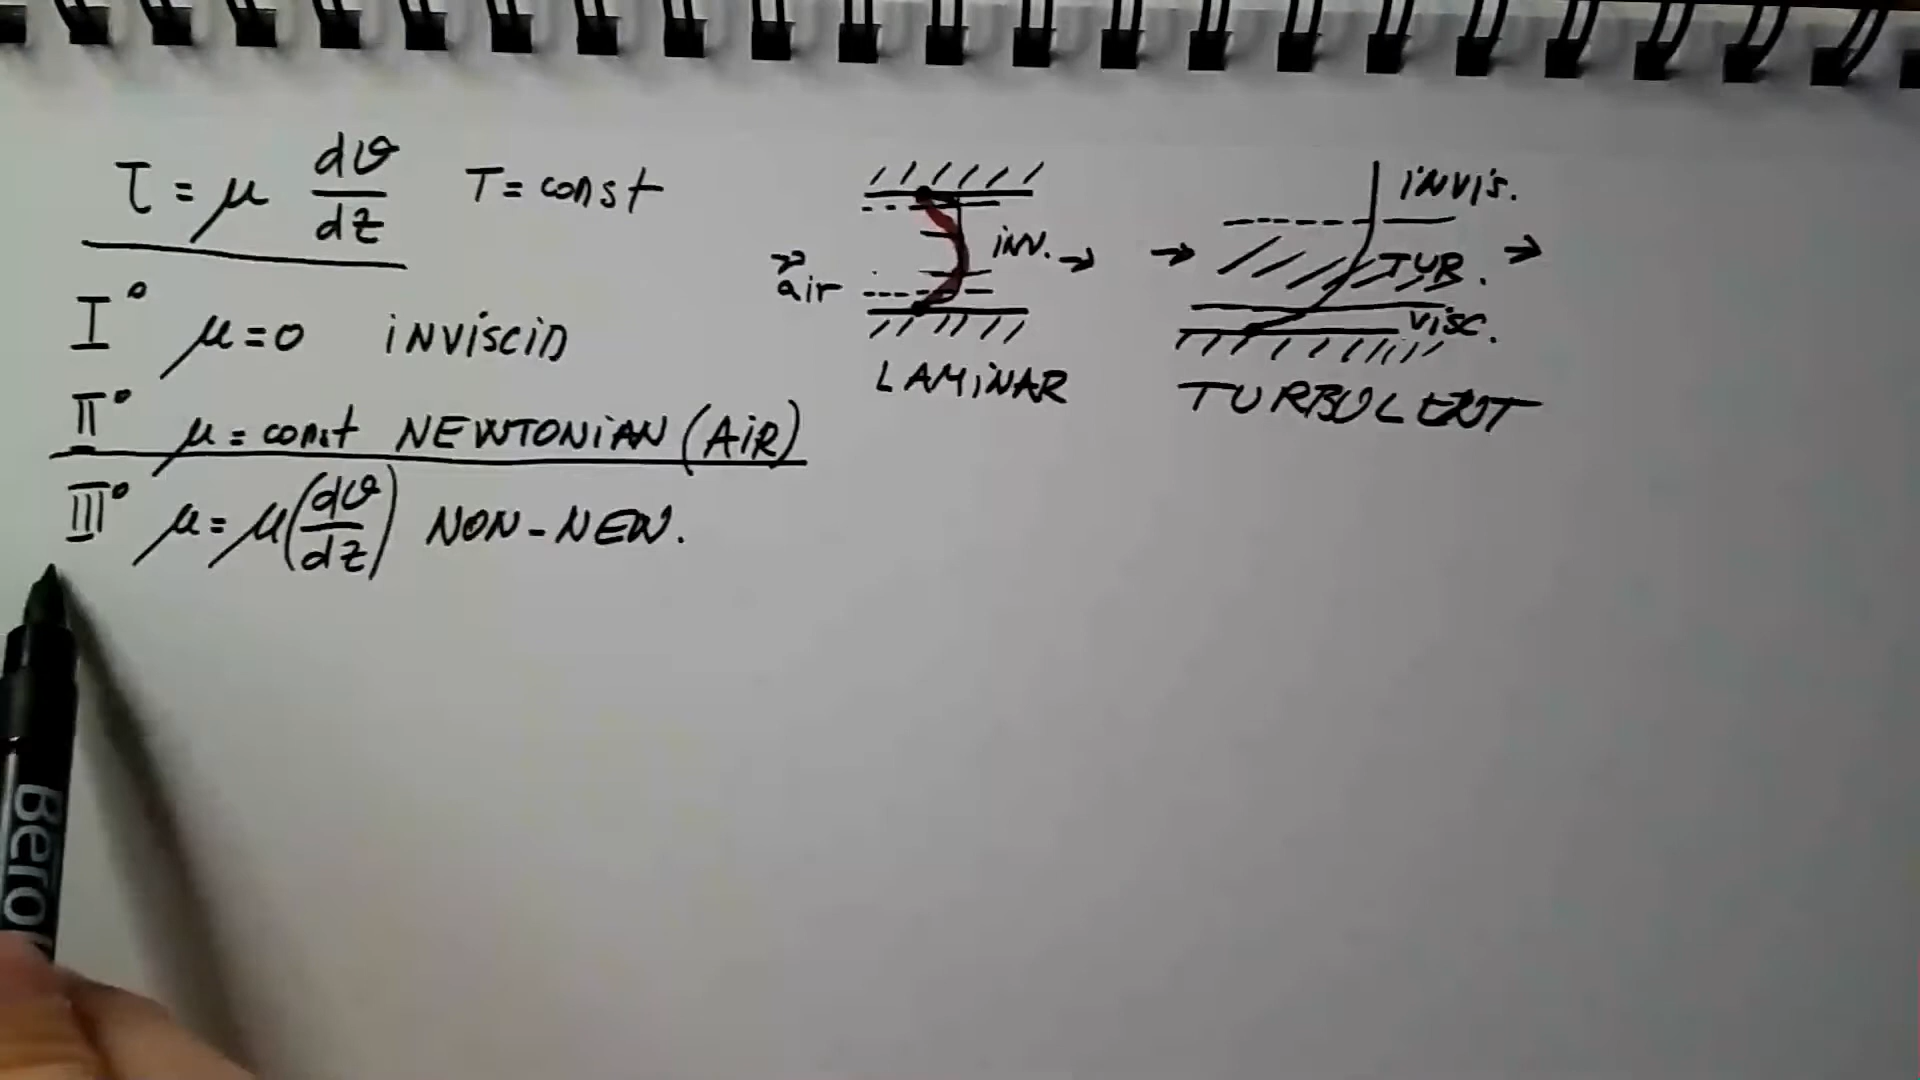 τ = μ dϑ/dz T = const
I° μ = 0 INVISCID
II° μ = const NEWTONIAN (AIR)
III° μ = μ(dϑ/dz) NON-NEW.
air
INV. →
LAMINAR
→ INVIS.
TUR. →
VISC.
TURBULENT
Bero